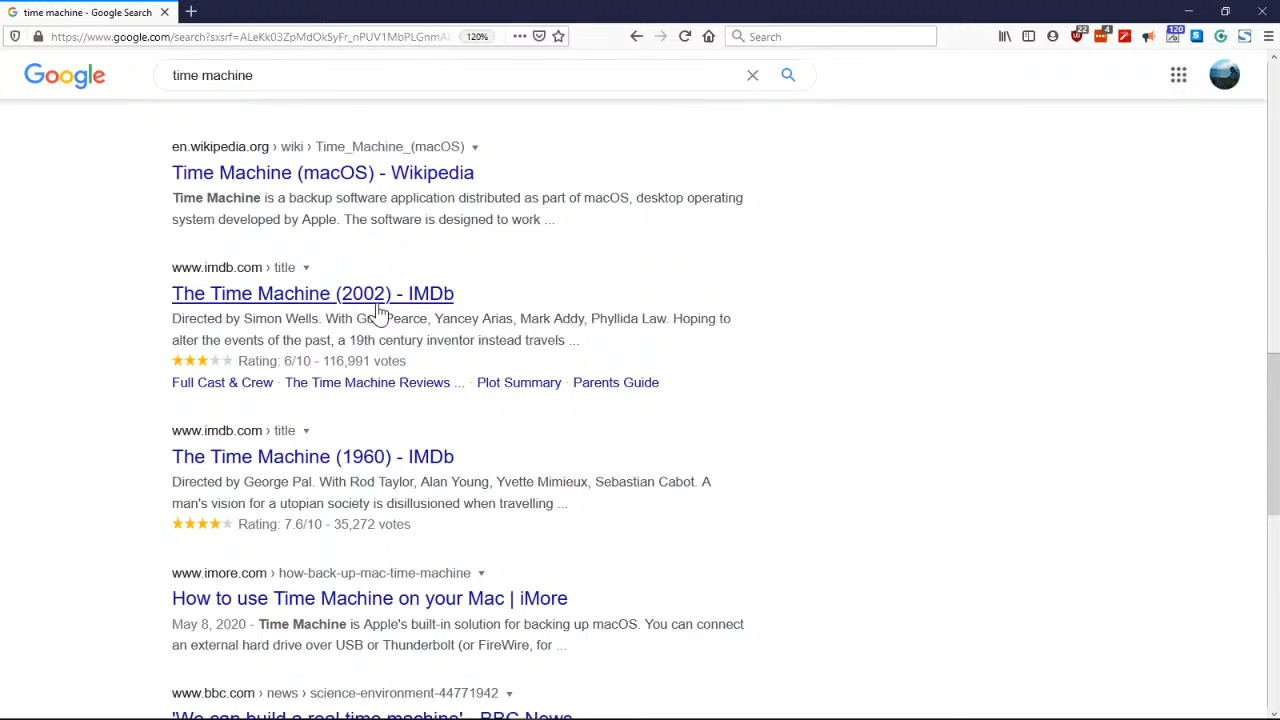 time machine - Google Search
https://www.google.com/search?sxsrf=ALeKk03ZpMdOkSyFr_nPUV1MbPLGnmA
120%
Search
22
4
120
Google
time machine
en.wikipedia.org › wiki › Time_Machine_(macOS)
Time Machine (macOS) - Wikipedia
Time Machine is a backup software application distributed as part of macOS, desktop operating
system developed by Apple. The software is designed to work ...
www.imdb.com › title
The Time Machine (2002) - IMDb
Directed by Simon Wells. With Pearce, Yancey Arias, Mark Addy, Phyllida Law. Hoping to
alter the events of the past, a 19th century inventor instead travels ...
Rating: 6/10 - 116,991 votes
Full Cast & Crew · The Time Machine Reviews ... · Plot Summary · Parents Guide
www.imdb.com › title
The Time Machine (1960) - IMDb
Directed by George Pal. With Rod Taylor, Alan Young, Yvette Mimieux, Sebastian Cabot. A
man's vision for a utopian society is disillusioned when travelling ...
Rating: 7.6/10 - 35,272 votes
www.imore.com › how-back-up-mac-time-machine
How to use Time Machine on your Mac | iMore
May 8, 2020 - Time Machine is Apple's built-in solution for backing up macOS. You can connect
an external hard drive over USB or Thunderbolt (or FireWire, for ...
www.bbc.com › news › science-environment-44771942
'We can build a real time machine' - BBC News